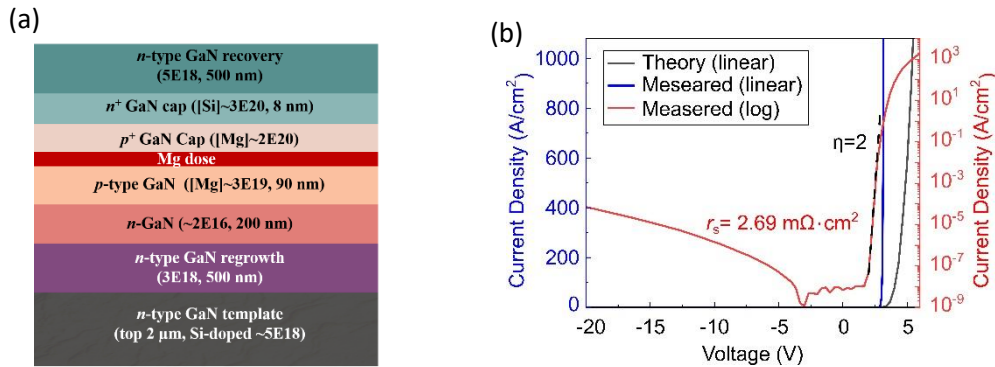 (a)
n-type GaN recovery
(5E18, 500 nm)
n⁺ GaN cap ([Si]~3E20, 8 nm)
p⁺ GaN Cap ([Mg]~2E20)
Mg dose
p-type GaN ([Mg]~3E19, 90 nm)
n-GaN (~2E16, 200 nm)
n-type GaN regrowth
(3E18, 500 nm)
n-type GaN template
(top 2 μm, Si-doped ~5E18)
(b)
Current Density (A/cm²)
1000
800
600
400
200
0
Theory (linear)
Meseared (linear)
Measered (log)
η=2
rₛ= 2.69 mΩ·cm²
10³
10¹
10⁻¹
10⁻³
10⁻⁵
10⁻⁷
10⁻⁹
Current Density (A/cm²)
-20
-15
-10
-5
0
5
Voltage (V)